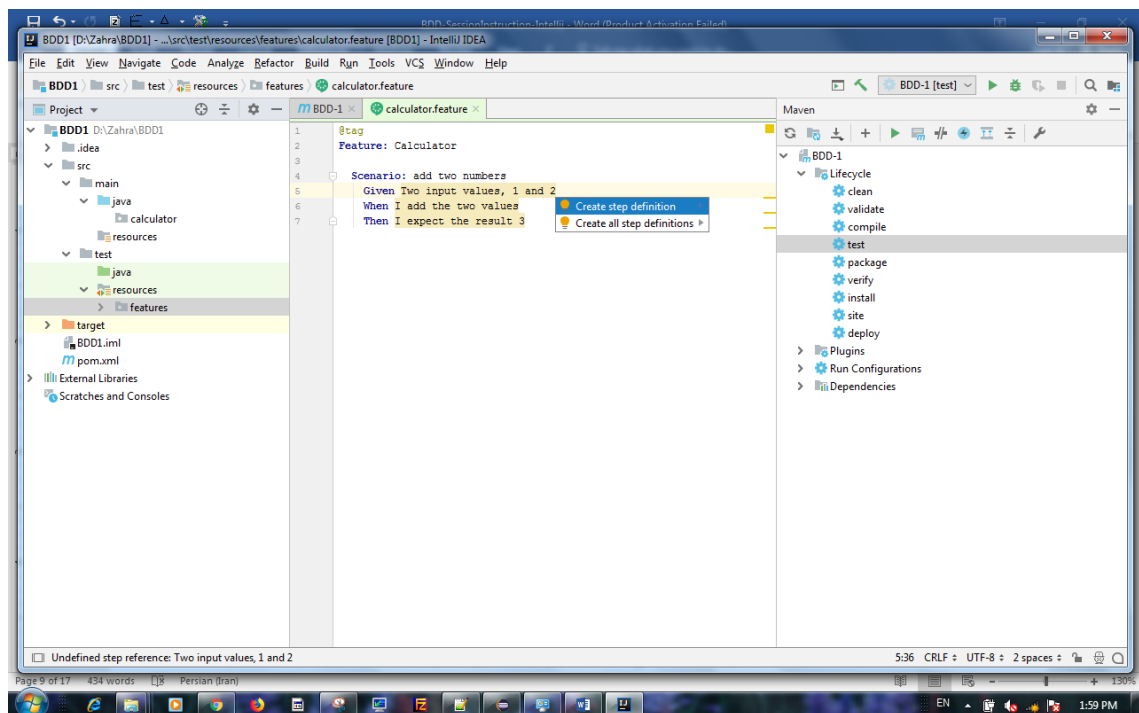 BDD-SessionInstruction-Intellij - Word (Product Activation Failed)
BDD1 [D:\Zahra\BDD1] - ...\src\test\resources\features\calculator.feature [BDD1] - IntelliJ IDEA
File Edit View Navigate Code Analyze Refactor Build Run Tools VCS Window Help
BDD1 src test resources features calculator.feature
BDD-1 [test]
Project
BDD-1
calculator.feature
Maven
BDD1 D:\Zahra\BDD1
.idea
src
main
java
calculator
resources
test
java
resources
features
target
BDD1.iml
pom.xml
External Libraries
Scratches and Consoles
1 @tag
2 Feature: Calculator
3
4 Scenario: add two numbers
5 Given Two input values, 1 and 2
6 When I add the two values
7 Then I expect the result 3
Create step definition
Create all step definitions
BDD-1
Lifecycle
clean
validate
compile
test
package
verify
install
site
deploy
Plugins
Run Configurations
Dependencies
Undefined step reference: Two input values, 1 and 2
5:36 CRLF UTF-8 2 spaces
Page 9 of 17 434 words Persian (Iran) 130%
EN 1:59 PM